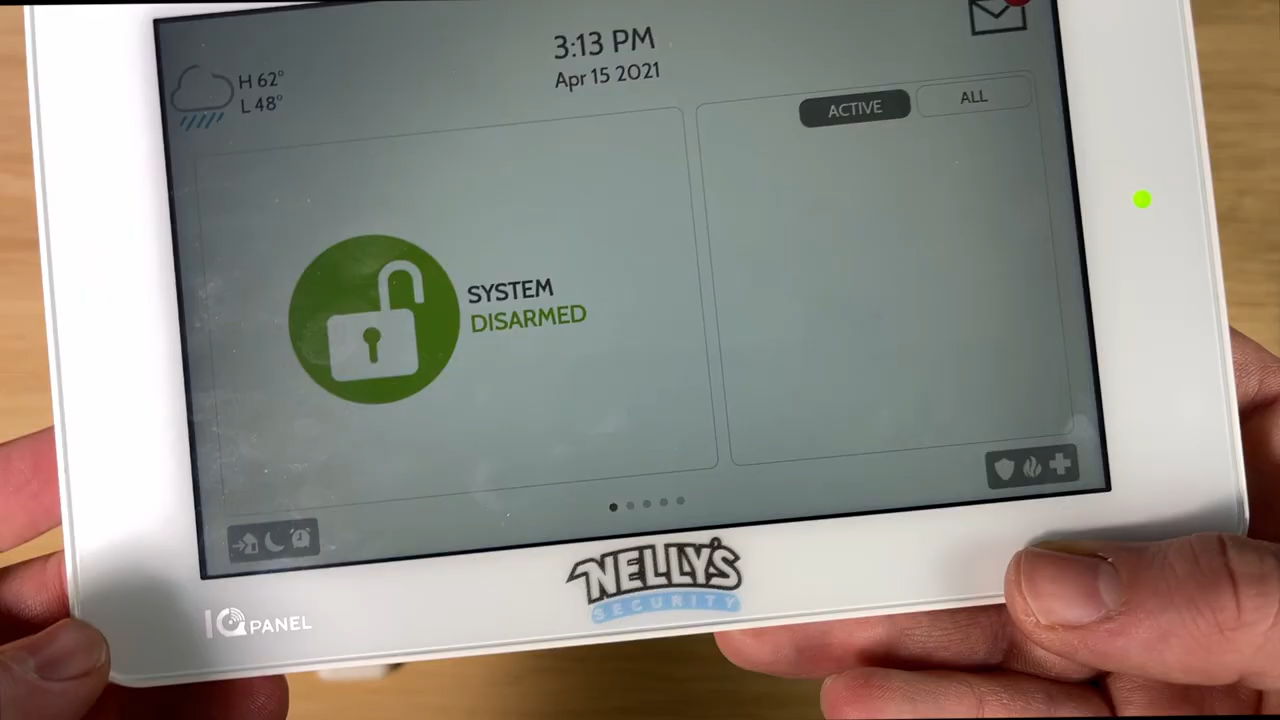 3:13 PM
Apr 15 2021
H 62°
L 48°
ACTIVE
ALL
SYSTEM
DISARMED
NELLY'S
SECURITY
IQ PANEL